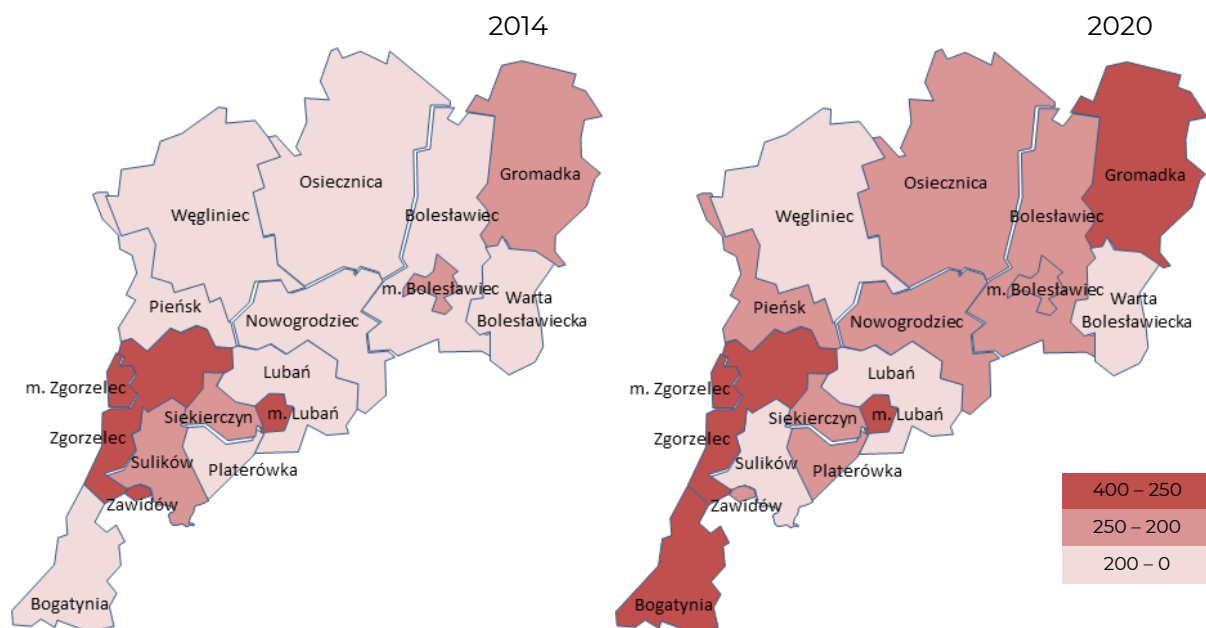 2014
Osiecznica
Gromadka
Węgliniec
Bolesławiec
m. Bolesławiec
Pieńsk
Nowogrodziec
Warta
Bolesławiecka
Lubań
m. Zgorzelec
Siekierczyn
m. Lubań
Zgorzelec
Sulików
Platerówka
Zawidów
Bogatynia
2020
Gromadka
Osiecznica
Węgliniec
Bolesławiec
m. Bolesławiec
Pieńsk
Nowogrodziec
Warta
Bolesławiecka
Lubań
m. Zgorzelec
Siekierczyn
m. Lubań
Zgorzelec
Sulików
Platerówka
Zawidów
Bogatynia
400 – 250
250 – 200
200 – 0